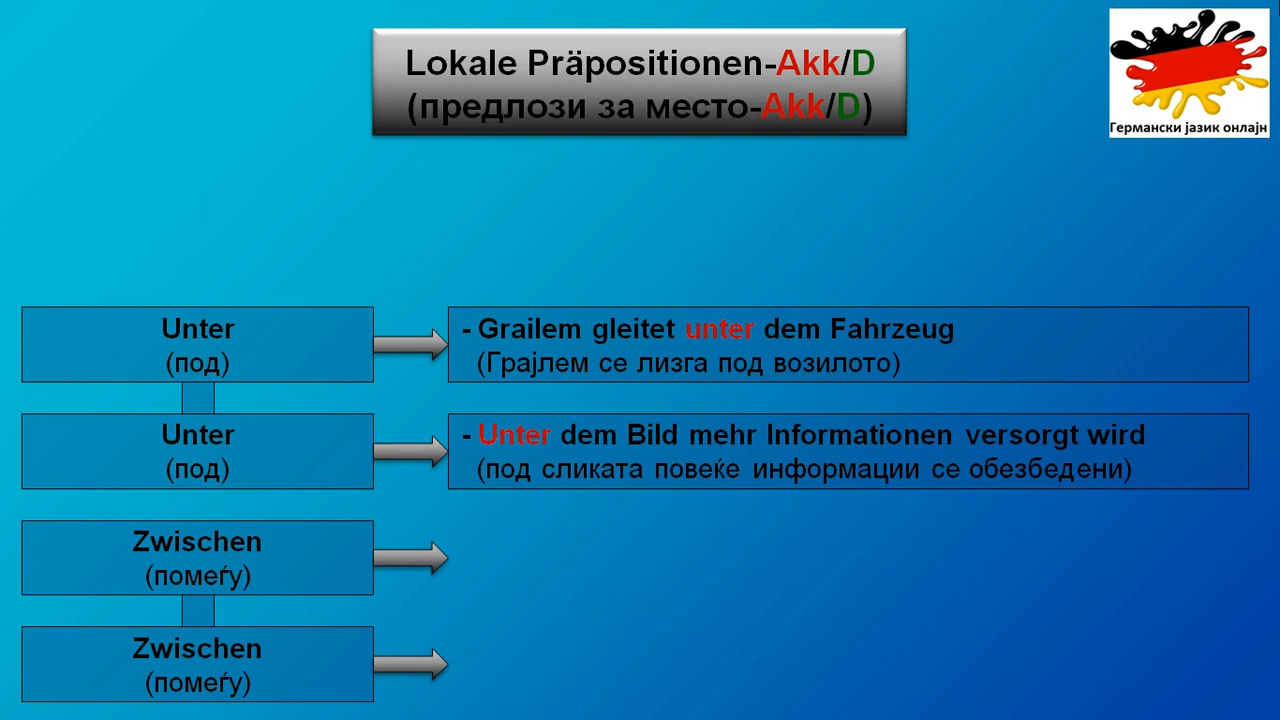 Lokale Präpositionen-Akk/D
(предлози за место-Akk/D)
Германски јазик онлајн
Unter
(под)
- Grailem gleitet unter dem Fahrzeug
(Грајлем се лизга под возилото)
Unter
(под)
- Unter dem Bild mehr Informationen versorgt wird
(под сликата повеќе информации се обезбедени)
Zwischen
(помеѓу)
Zwischen
(помеѓу)